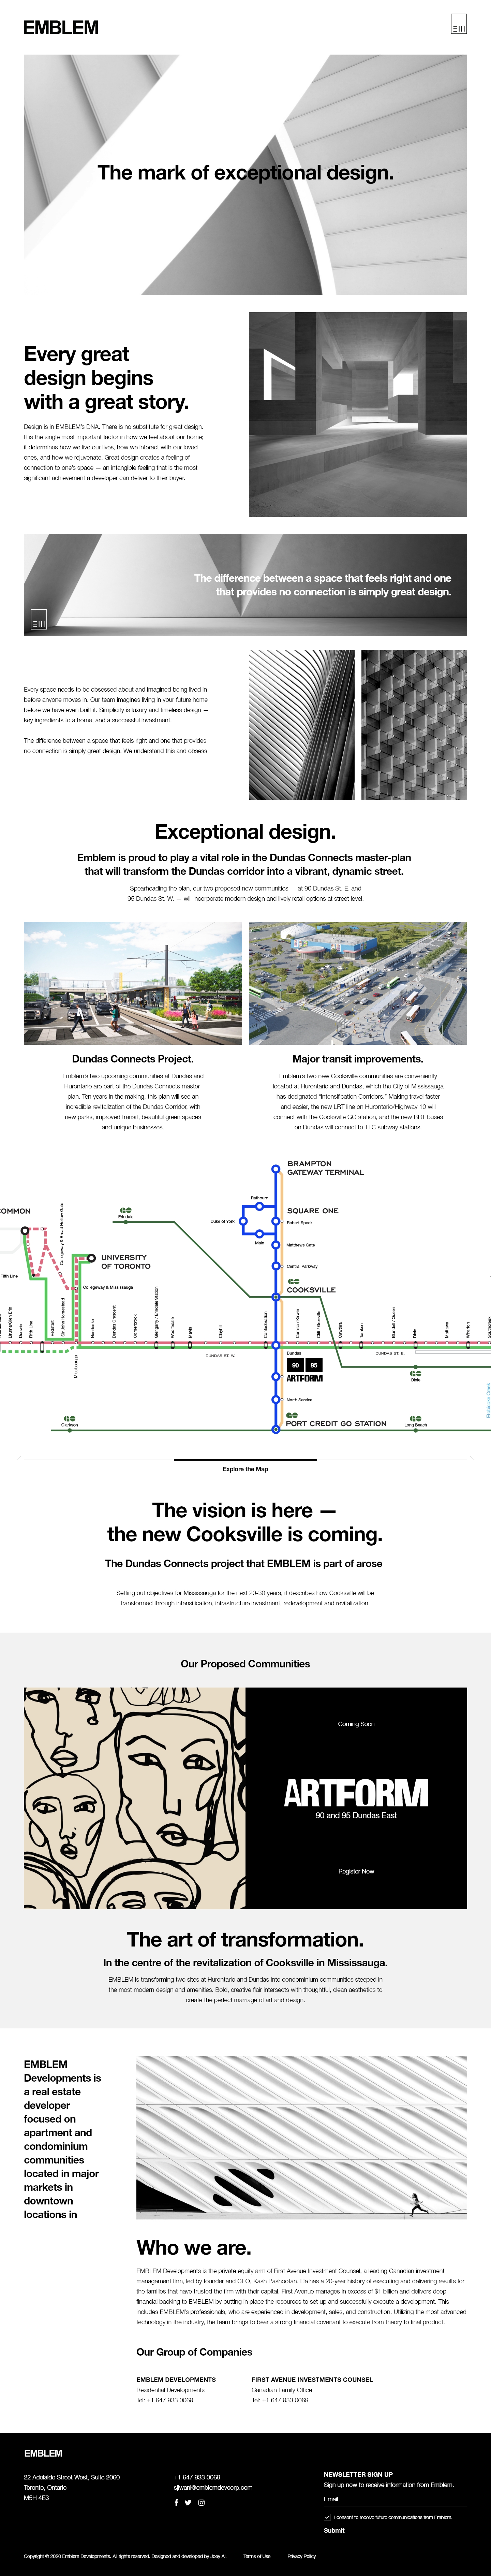 EMBLEM
The mark of exceptional design.
Every great
design begins
with a great story.
Design is in EMBLEM's DNA. There is no substitute for great design.
It is the single most important factor in how we feel about our home;
it determines how we live our lives, how we interact with our loved
ones, and how we rejuvenate. Great design creates a feeling of
connection to one's space — an intangible feeling that is the most
significant achievement a developer can deliver to their buyer.
The difference between a space that feels right and one
that provides no connection is simply great design.
Every space needs to be obsessed about and imagined being lived in
before anyone moves in. Our team imagines living in your future home
before we have even built it. Simplicity is luxury and timeless design —
key ingredients to a home, and a successful investment.
The difference between a space that feels right and one that provides
no connection is simply great design. We understand this and obsess
Exceptional design.
Emblem is proud to play a vital role in the Dundas Connects master-plan
that will transform the Dundas corridor into a vibrant, dynamic street.
Spearheading the plan, our two proposed new communities — at 90 Dundas St. E. and
95 Dundas St. W. — will incorporate modern design and lively retail options at street level.
Dundas Connects Project.
Emblem's two upcoming communities at Dundas and
Hurontario are part of the Dundas Connects master-
plan. Ten years in the making, this plan will see an
incredible revitalization of the Dundas Corridor, with
new parks, improved transit, beautiful green spaces
and unique businesses.
Major transit improvements.
Emblem's two new Cooksville communities are conveniently
located at Hurontario and Dundas, which the City of Mississauga
has designated "Intensification Corridors." Making travel faster
and easier, the new LRT line on Hurontario/Highway 10 will
connect with the Cooksville GO station, and the new BRT buses
on Dundas will connect to TTC subway stations.
BRAMPTON
GATEWAY TERMINAL
Rathburn
SQUARE ONE
Duke of York
Robert Speck
Main
Matthews Gate
Central Parkway
COOKSVILLE
OMMON
Erindale
UNIVERSITY
OF TORONTO
Fifth Line
Collegeway & Broad Hollow Gate
Collegeway & Mississauga
Fifth Line
Mississauga
Dundas Crescent
Glengarry / Erindale Station
Confederation
DUNDAS ST. W.
DUNDAS ST. E.
Dundas
90 95
ARTFORM
Dixie
Dixie
North Service
PORT CREDIT GO STATION
Clarkson
Long Beach
Etobicoke Creek
Explore the Map
The vision is here —
the new Cooksville is coming.
The Dundas Connects project that EMBLEM is part of arose
Setting out objectives for Mississauga for the next 20-30 years, it describes how Cooksville will be
transformed through intensification, infrastructure investment, redevelopment and revitalization.
Our Proposed Communities
Coming Soon
ARTFORM
90 and 95 Dundas East
Register Now
The art of transformation.
In the centre of the revitalization of Cooksville in Mississauga.
EMBLEM is transforming two sites at Hurontario and Dundas into condominium communities steeped in
the most modern design and amenities. Bold, creative flair intersects with thoughtful, clean aesthetics to
create the perfect marriage of art and design.
EMBLEM
Developments is
a real estate
developer
focused on
apartment and
condominium
communities
located in major
markets in
downtown
locations in
Who we are.
EMBLEM Developments is the private equity arm of First Avenue Investment Counsel, a leading Canadian investment
management firm, led by founder and CEO, Kash Pashootan. He has a 20-year history of executing and delivering results for
the families that have trusted the firm with their capital. First Avenue manages in excess of $1 billion and delivers deep
financial backing to EMBLEM by putting in place the resources to set up and successfully execute a development. This
includes EMBLEM's professionals, who are experienced in development, sales, and construction. Utilizing the most advanced
technology in the industry, the team brings to bear a strong financial covenant to execute from theory to final product.
Our Group of Companies
EMBLEM DEVELOPMENTS
Residential Developments
Tel: +1 647 933 0069
FIRST AVENUE INVESTMENTS COUNSEL
Canadian Family Office
Tel: +1 647 933 0069
EMBLEM
22 Adelaide Street West, Suite 2060
Toronto, Ontario
M5H 4E3
+1 647 933 0069
sjiwani@emblemdevcorp.com
NEWSLETTER SIGN UP
Sign up now to receive information from Emblem.
Email
I consent to receive future communications from Emblem.
Submit
Copyright © 2020 Emblem Developments. All rights reserved. Designed and developed by Joey Ai.
Terms of Use
Privacy Policy